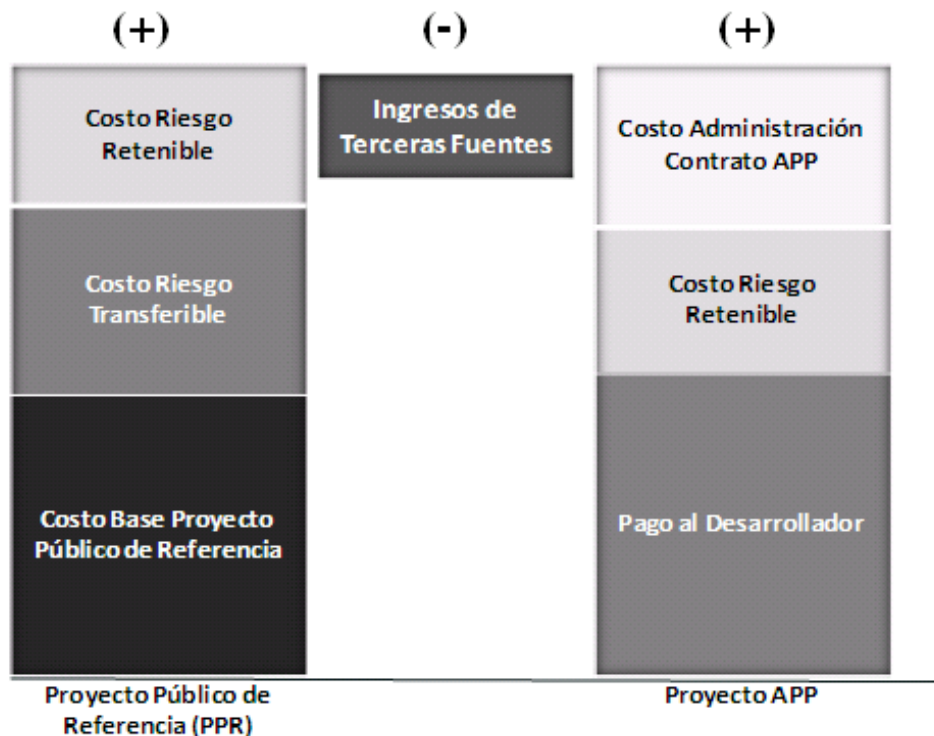 (+)
(-)
(+)
Costo Riesgo
Retenible
Costo Riesgo
Transferible
Costo Base Proyecto
Público de Referencia
Proyecto Público de
Referencia (PPR)
Ingresos de
Terceras Fuentes
Costo Administración
Contrato APP
Costo Riesgo
Retenible
Pago al Desarrollador
Proyecto APP